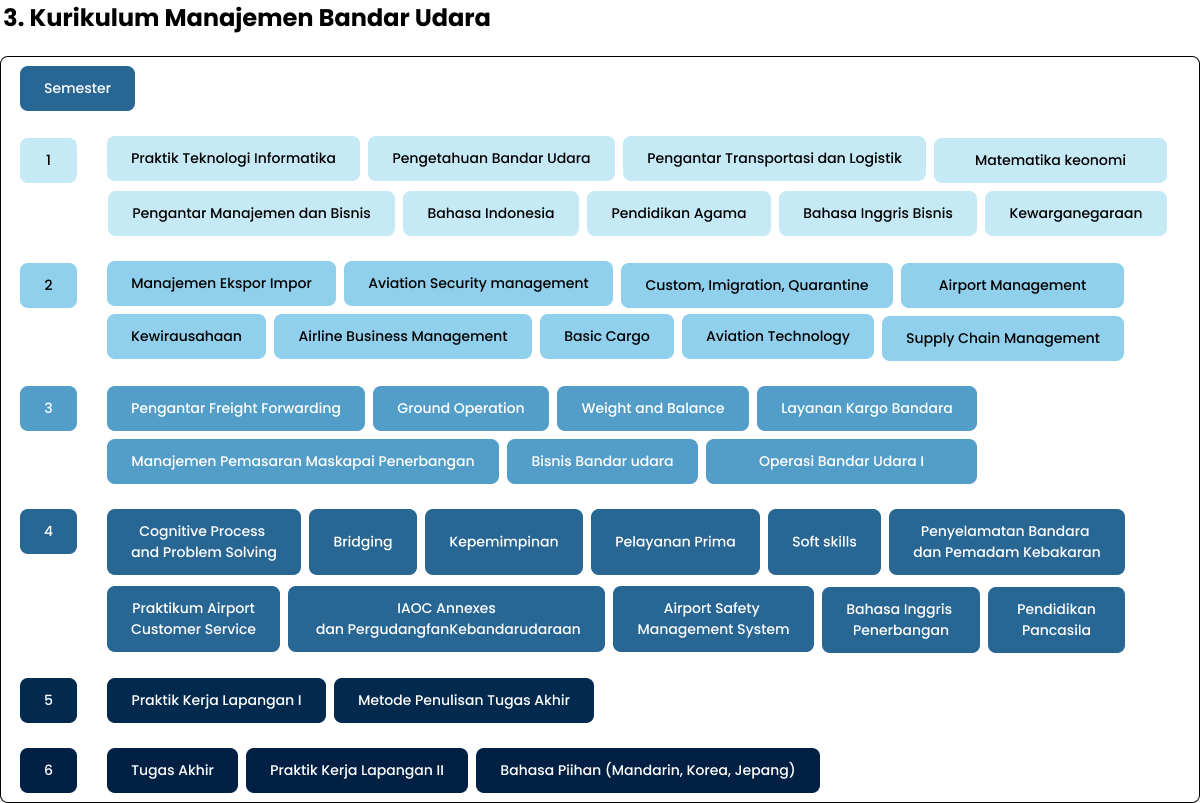 3. Kurikulum Manajemen Bandar Udara
Semester
1
Praktik Teknologi Informatika
Pengetahuan Bandar Udara
Pengantar Transportasi dan Logistik
Matematika keonomi
Pengantar Manajemen dan Bisnis
Bahasa Indonesia
Pendidikan Agama
Bahasa Inggris Bisnis
Kewarganegaraan
2
Manajemen Ekspor Impor
Aviation Security management
Custom, Imigration, Quarantine
Airport Management
Kewirausahaan
Airline Business Management
Basic Cargo
Aviation Technology
Supply Chain Management
3
Pengantar Freight Forwarding
Ground Operation
Weight and Balance
Layanan Kargo Bandara
Manajemen Pemasaran Maskapai Penerbangan
Bisnis Bandar udara
Operasi Bandar Udara I
4
Cognitive Process
and Problem Solving
Bridging
Kepemimpinan
Pelayanan Prima
Soft skills
Penyelamatan Bandara
dan Pemadam Kebakaran
Praktikum Airport
Customer Service
IAOC Annexes
dan PergudangfanKebandarudaraan
Airport Safety
Management System
Bahasa Inggris
Penerbangan
Pendidikan
Pancasila
5
Praktik Kerja Lapangan I
Metode Penulisan Tugas Akhir
6
Tugas Akhir
Praktik Kerja Lapangan II
Bahasa Piihan (Mandarin, Korea, Jepang)